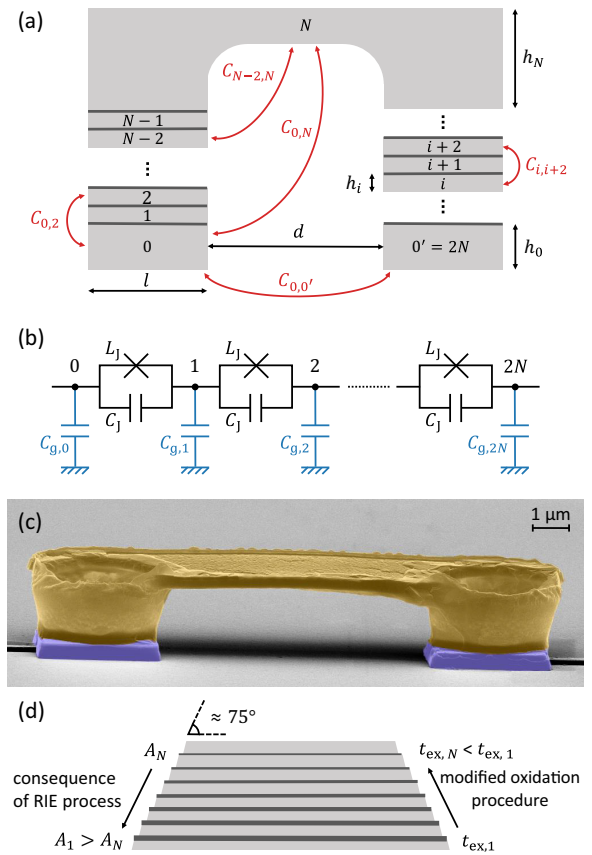 (a)
N
h_N
C_{N−2,N}
N − 1
N − 2
C_{0,N}
i + 2
i + 1
i
C_{i,i+2}
h_i
C_{0,2}
2
1
0
d
0′ = 2N
h_0
l
C_{0,0′}
(b)
0
L_J
1
L_J
2
L_J
2N
C_J
C_J
C_J
C_{g,0}
C_{g,1}
C_{g,2}
C_{g,2N}
(c)
1 μm
(d)
≈ 75°
A_N
t_{ex,N} < t_{ex,1}
consequence
of RIE process
modified oxidation
procedure
A_1 > A_N
t_{ex,1}